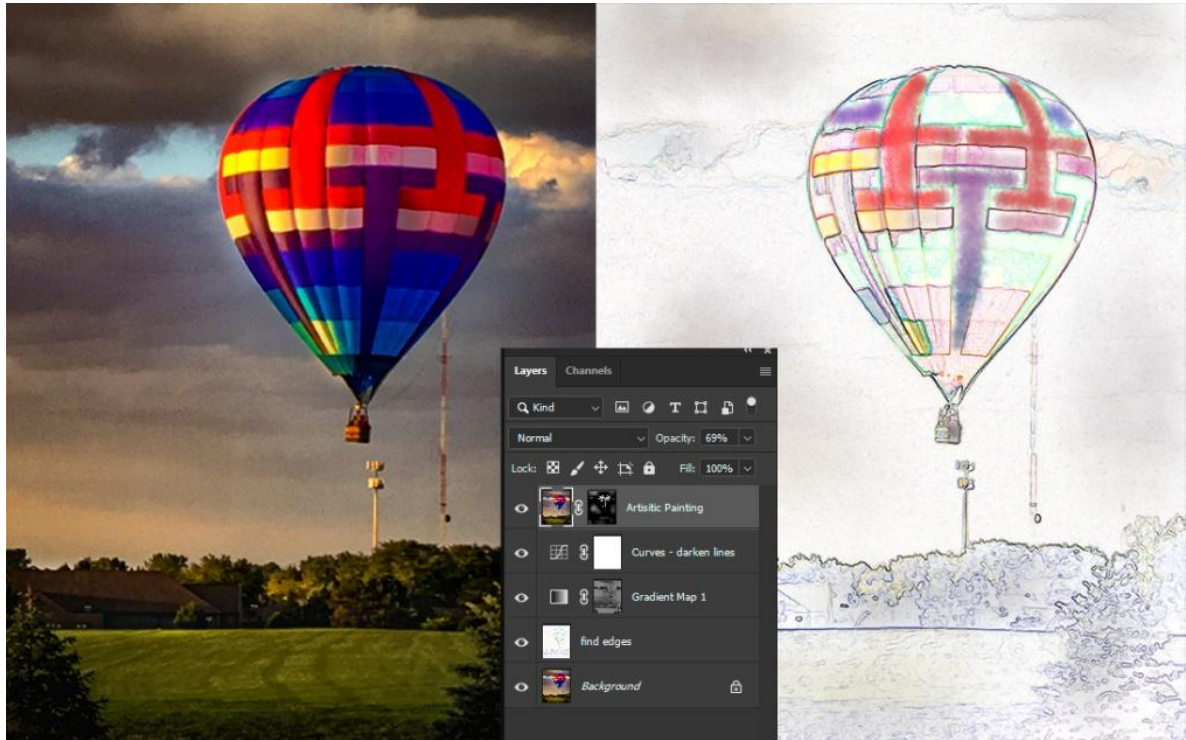 Layers Channels
Kind
Normal Opacity: 69%
Lock: Fill: 100%
Artisitic Painting
Curves - darken lines
Gradient Map 1
find edges
Background